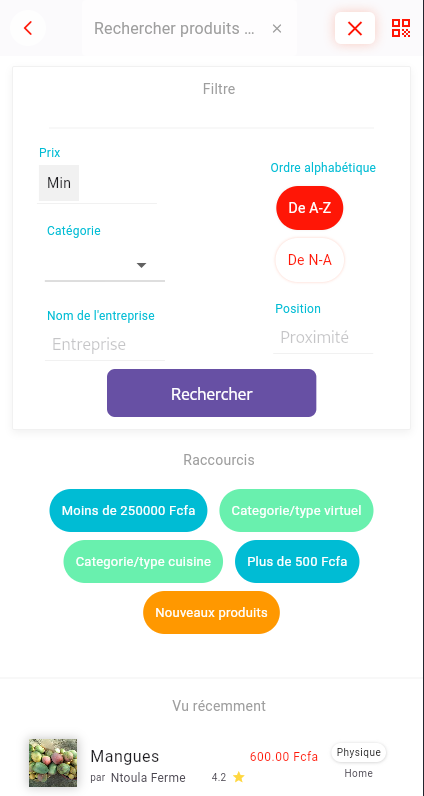 Rechercher produits ...
Filtre
Prix
Min
Ordre alphabétique
De A-Z
De N-A
Catégorie
Nom de l'entreprise
Entreprise
Position
Proximité
Rechercher
Raccourcis
Moins de 250000 Fcfa
Categorie/type virtuel
Categorie/type cuisine
Plus de 500 Fcfa
Nouveaux produits
Vu récemment
Mangues
600.00 Fcfa
Physique
par Ntoula Ferme
4.2
Home